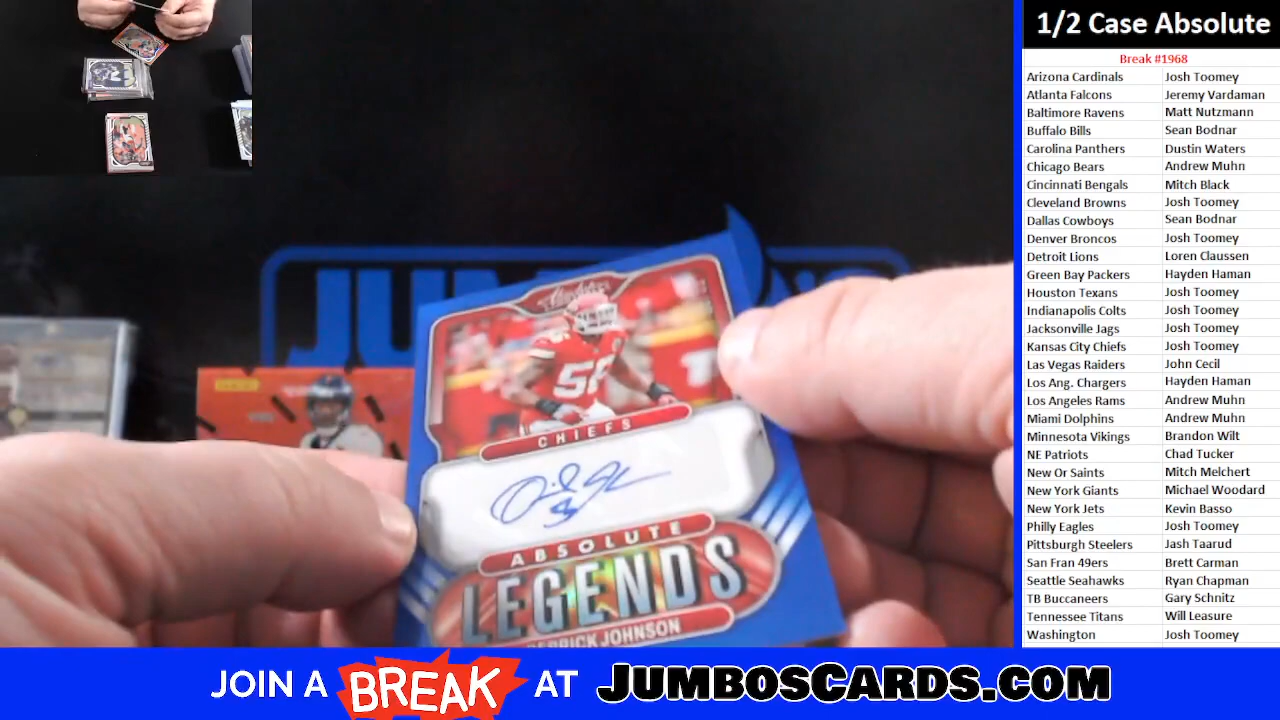 1/2 Case Absolute
Break #1968
Arizona Cardinals Josh Toomey
Atlanta Falcons Jeremy Vardaman
Baltimore Ravens Matt Nutzmann
Buffalo Bills Sean Bodnar
Carolina Panthers Dustin Waters
Chicago Bears Andrew Muhn
Cincinnati Bengals Mitch Black
Cleveland Browns Josh Toomey
Dallas Cowboys Sean Bodnar
Denver Broncos Josh Toomey
Detroit Lions Loren Claussen
Green Bay Packers Hayden Haman
Houston Texans Josh Toomey
Indianapolis Colts Josh Toomey
Jacksonville Jags Josh Toomey
Kansas City Chiefs Josh Toomey
Las Vegas Raiders John Cecil
Los Ang. Chargers Hayden Haman
Los Angeles Rams Andrew Muhn
Miami Dolphins Andrew Muhn
Minnesota Vikings Brandon Wilt
NE Patriots Chad Tucker
New Or Saints Mitch Melchert
New York Giants Michael Woodard
New York Jets Kevin Basso
Philly Eagles Josh Toomey
Pittsburgh Steelers Jash Taarud
San Fran 49ers Brett Carman
Seattle Seahawks Ryan Chapman
TB Buccaneers Gary Schnitz
Tennessee Titans Will Leasure
Washington Josh Toomey
Absolute
56
CHIEFS
ABSOLUTE
LEGENDS
DERRICK JOHNSON
JOIN A BREAK AT JUMBOSCARDS.COM